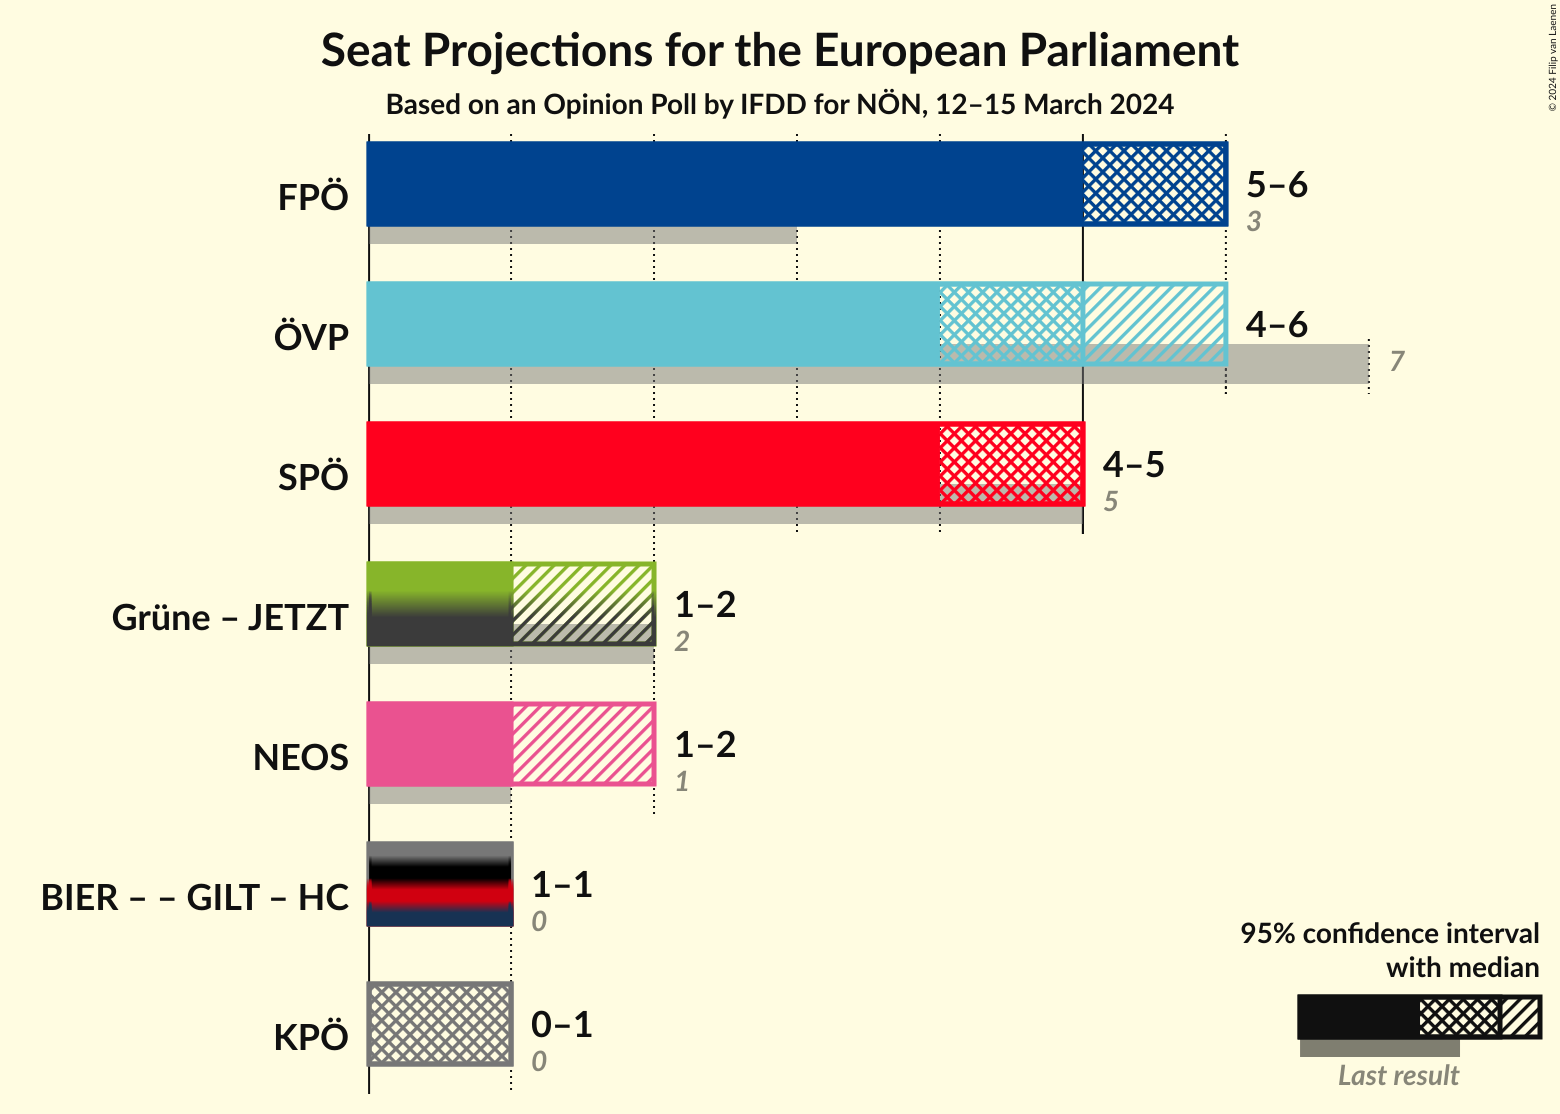 Seat Projections for the European Parliament
Based on an Opinion Poll by IFDD for NÖN, 12–15 March 2024
© 2024 Filip van Laenen
FPÖ
5–6
3
ÖVP
4–6
7
SPÖ
4–5
5
Grüne – JETZT
1–2
2
NEOS
1–2
1
BIER – – GILT – HC
1–1
0
KPÖ
0–1
0
95% confidence interval
with median
Last result